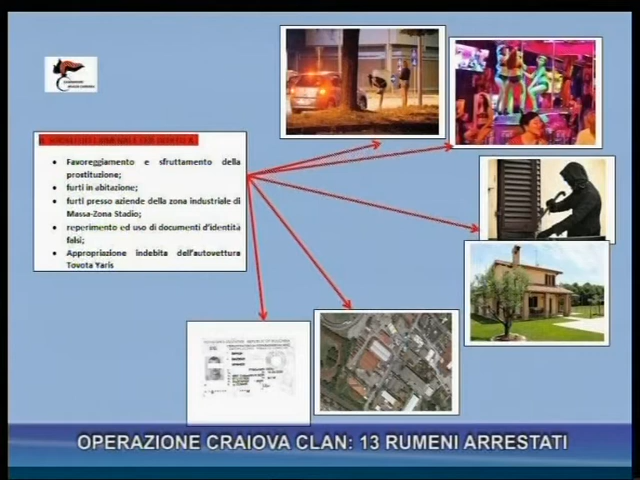 Favoreggiamento e sfruttamento della
prostituzione;
furti in abitazione;
furti presso aziende della zona industriale di
Massa-Zona Stadio;
reperimento ed uso di documenti d'identità
falsi;
Appropriazione indebita dell'autovettura
Toyota Yaris
OPERAZIONE CRAIOVA CLAN: 13 RUMENI ARRESTATI